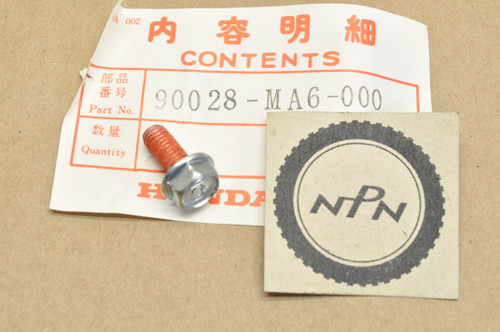 002
内容明細
CONTENTS
部品
番号
Part No.
90028-MA6-000
数量
Quantity
HONDA
NPN